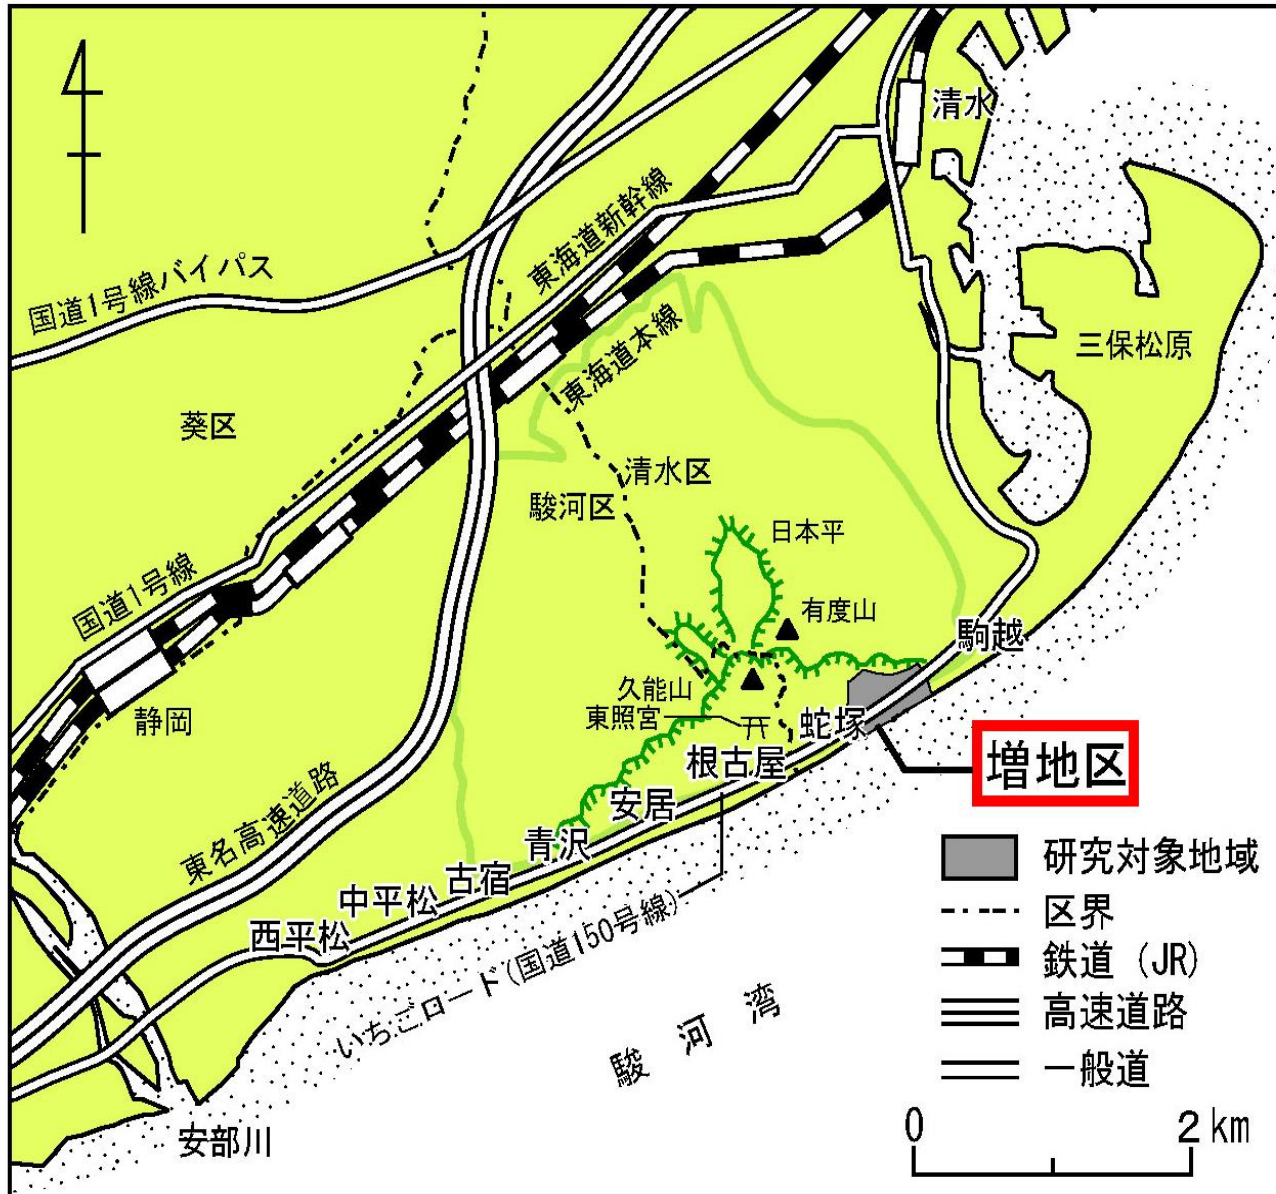 清水
東海道新幹線
国道1号線バイパス
東海道本線
三保松原
葵区
清水区
駿河区
日本平
国道1号線
有度山
駒越
久能山
東照宮
静岡
蛇塚
増地区
根古屋
安居
東名高速道路
青沢
古宿
中平松
西平松
いちごロード(国道150号線)
駿河湾
安部川
研究対象地域
区界
鉄道 (JR)
高速道路
一般道
0 2 km